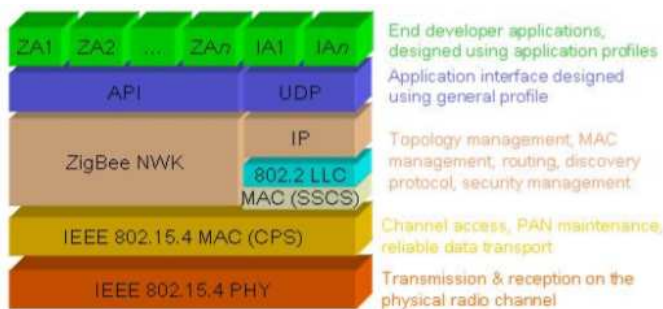 ZA1 ZA2 .... ZAn IA1 IAn
End developer applications,
designed using application profiles
API UDP
Application interface designed
using general profile
ZigBee NWK
IP
802.2 LLC
MAC (SSCS)
Topology management, MAC
management, routing, discovery
protocol, security management
IEEE 802.15.4 MAC (CPS)
Channel access, PAN maintenance,
reliable data transport
IEEE 802.15.4 PHY
Transmission & reception on the
physical radio channel